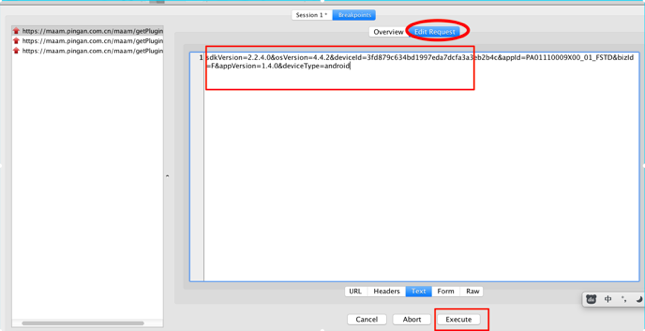 Session 1 * Breakpoints
https://maam.pingan.com.cn/maam/getPlugin
https://maam.pingan.com.cn/maam/getPlugin
https://maam.pingan.com.cn/maam/getPlugin
Overview Edit Request
1 sdkVersion=2.2.4.0&osVersion=4.4.2&deviceId=3fd879c634bd1997eda7dcfa3a3eb2b4c&appId=PA01110009X00_01_FSTD&bizId
=F&appVersion=1.4.0&deviceType=android
URL Headers Text Form Raw
Cancel Abort Execute
中